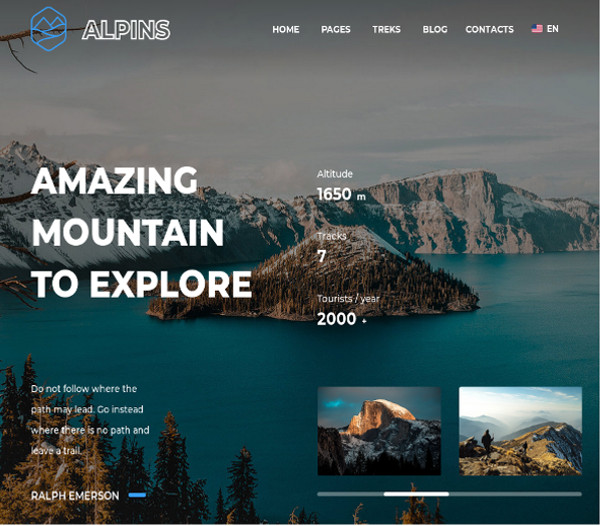 ALPINS
HOME PAGES TREKS BLOG CONTACTS EN
AMAZING
MOUNTAIN
TO EXPLORE
Altitude
1650 m
Tracks
7
Tourists / year
2000 +
Do not follow where the
path may lead. Go instead
where there is no path and
leave a trail.
RALPH EMERSON